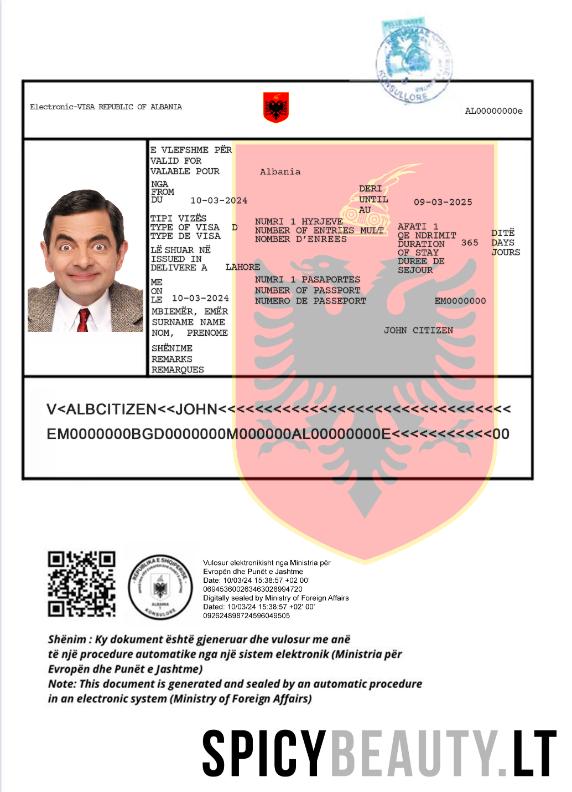 KONSULLORE
Electronic-VISA REPUBLIC OF ALBANIA
AL00000000e
E VLEFSHME PËR
VALID FOR
VALABLE POUR Albania
NGA
FROM
DU 10-03-2024
DERI
UNTIL
AU 09-03-2025
TIPI VIZËS
TYPE OF VISA D
TYPE DE VISA
NUMRI 1 HYRJEVE
NUMBER OF ENTRIES MULT
NOMBER D'ENREES
AFATI 1
QE NDRIMIT
DURATION 365
OF STAY
DUREE DE
SEJOUR
DITË
DAYS
JOURS
LËSHUAR NË
ISSUED IN
DELIVERE A LAHORE
ME
ON
LE 10-03-2024
NUMRI 1 PASAPORTES
NUMBER OF PASSPORT
NUMERO DE PASSEPORT EM0000000
MBIEMËR, EMËR
SURNAME NAME
NOM, PRENOME
JOHN CITIZEN
SHËNIME
REMARKS
REMARQUES
V<ALBCITIZEN<<JOHN<<<<<<<<<<<<<<<<<<<<<<<<<<<<<<<<
EM0000000BGD0000000M000000AL00000000E<<<<<<<<<<<00
REPUBLIKA E SHQIPERISE
ALBANIA
KONSULLORE
Vulosur elektronikisht nga Ministria për
Evropën dhe Punët e Jashtme
Date: 10/03/24 15:38:57 +02 00'
069453600263463026994720
Digitally sealed by Ministry of Foreign Affairs
Dated: 10/03/24 15:38:57 +02' 00'
092624898724596049505
Shënim : Ky dokument është gjeneruar dhe vulosur me anë
të një procedure automatike nga një sistem elektronik (Ministria për
Evropën dhe Punët e Jashtme)
Note: This document is generated and sealed by an automatic procedure
in an electronic system (Ministry of Foreign Affairs)
SPICYBEAUTY.LT